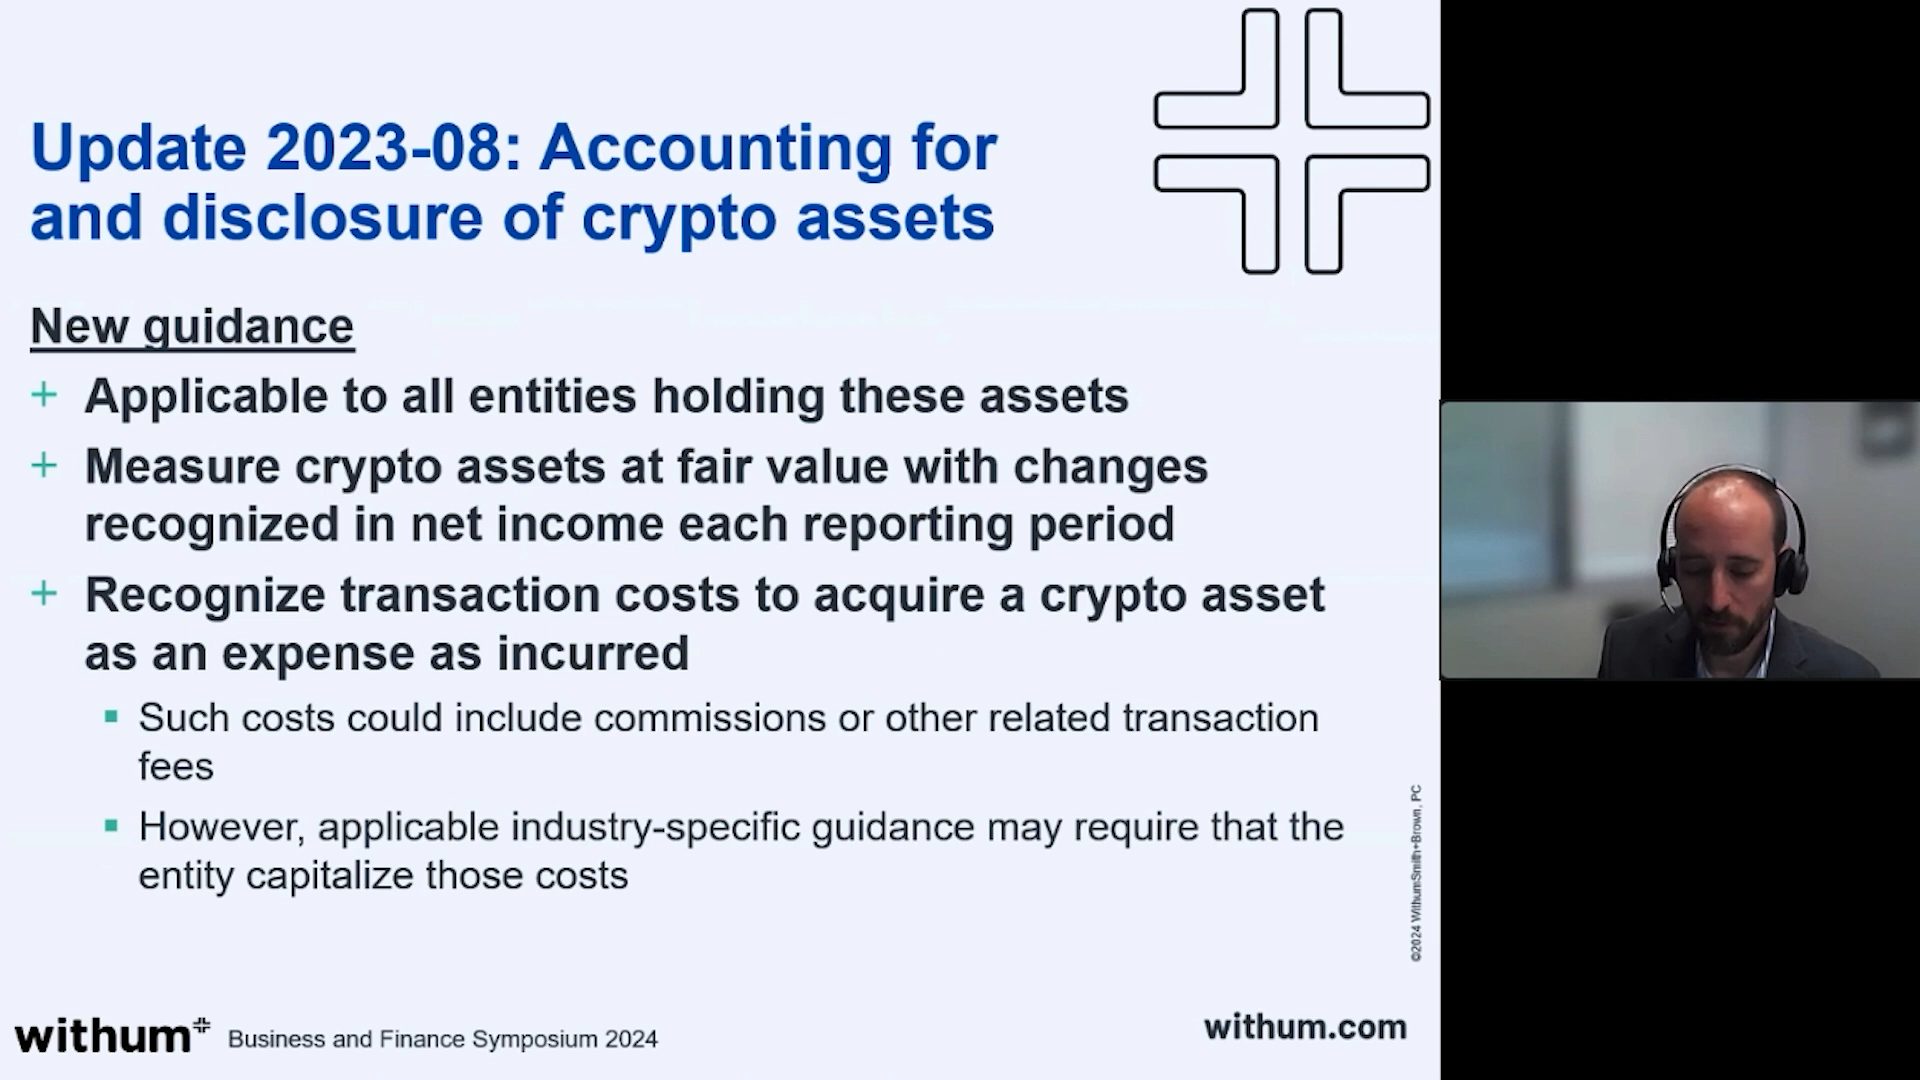 Update 2023-08: Accounting for
and disclosure of crypto assets
New guidance
+ Applicable to all entities holding these assets
+ Measure crypto assets at fair value with changes
recognized in net income each reporting period
+ Recognize transaction costs to acquire a crypto asset
as an expense as incurred
▪ Such costs could include commissions or other related transaction
fees
▪ However, applicable industry-specific guidance may require that the
entity capitalize those costs
©2024 WithumSmith+Brown, PC
withum
Business and Finance Symposium 2024
withum.com